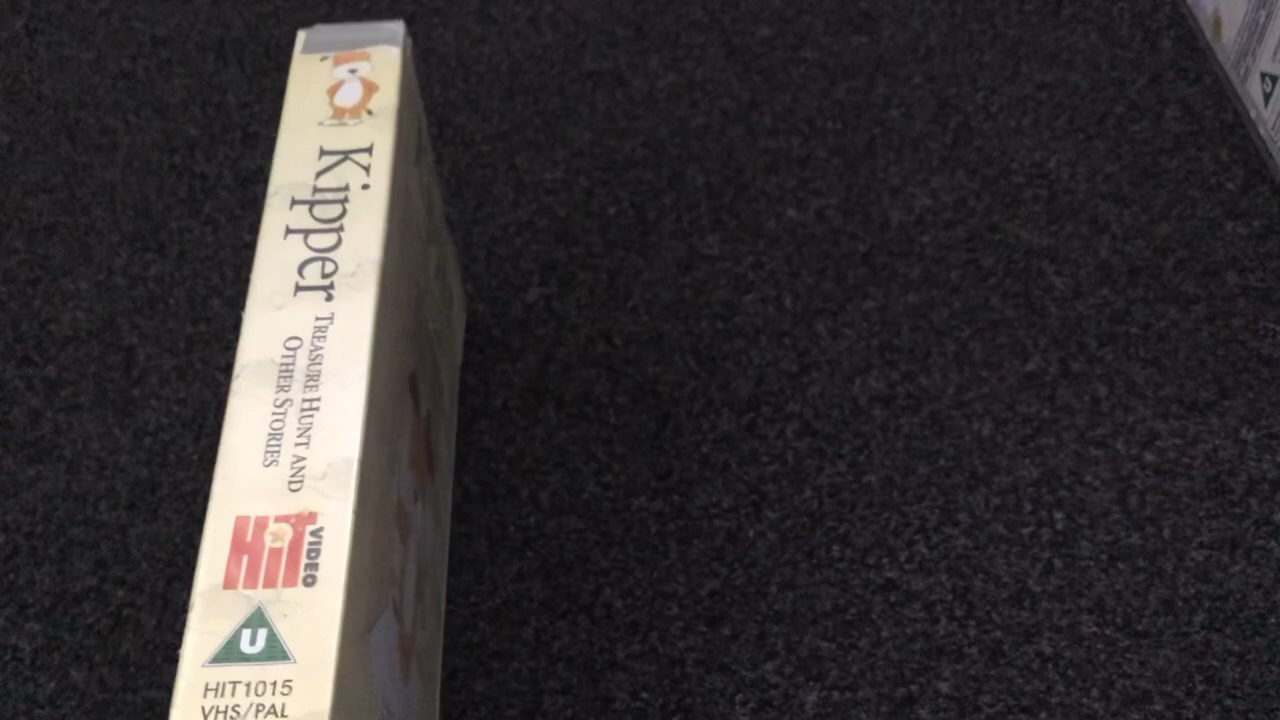 Kipper
TREASURE HUNT AND
OTHER STORIES
HiT
VIDEO
U
HIT1015
VHS/PAL